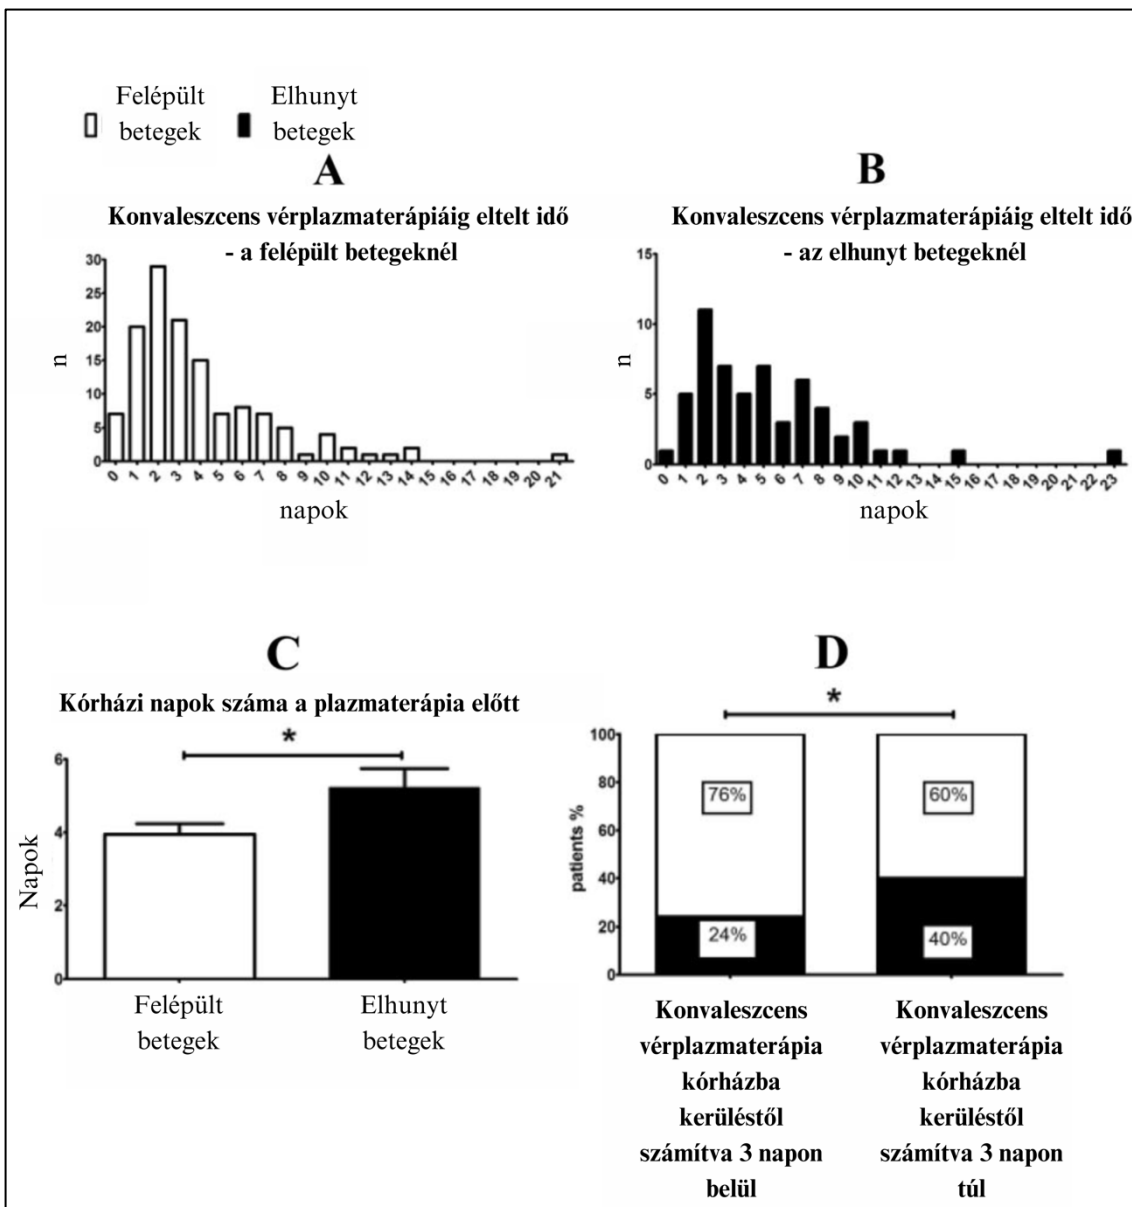 Felépült
betegek
Elhunyt
betegek
A
Konvaleszcens vérplazmaterápiáig eltelt idő
- a felépült betegeknél
30
25
20
15
10
5
0
n
0 1 2 3 4 5 6 7 8 9 10 11 12 13 14 15 16 17 18 19 20 21
napok
B
Konvaleszcens vérplazmaterápiáig eltelt idő
- az elhunyt betegeknél
15
10
5
0
n
0 1 2 3 4 5 6 7 8 9 10 11 12 13 14 15 16 17 18 19 20 21 22 23
napok
C
Kórházi napok száma a plazmaterápia előtt
*
6
4
2
0
Napok
Felépült
betegek
Elhunyt
betegek
D
*
100
80
60
40
20
0
patients %
76%
60%
24%
40%
Konvaleszcens
vérplazmaterápia
kórházba
kerüléstől
számítva 3 napon
belül
Konvaleszcens
vérplazmaterápia
kórházba
kerüléstől
számítva 3 napon
túl